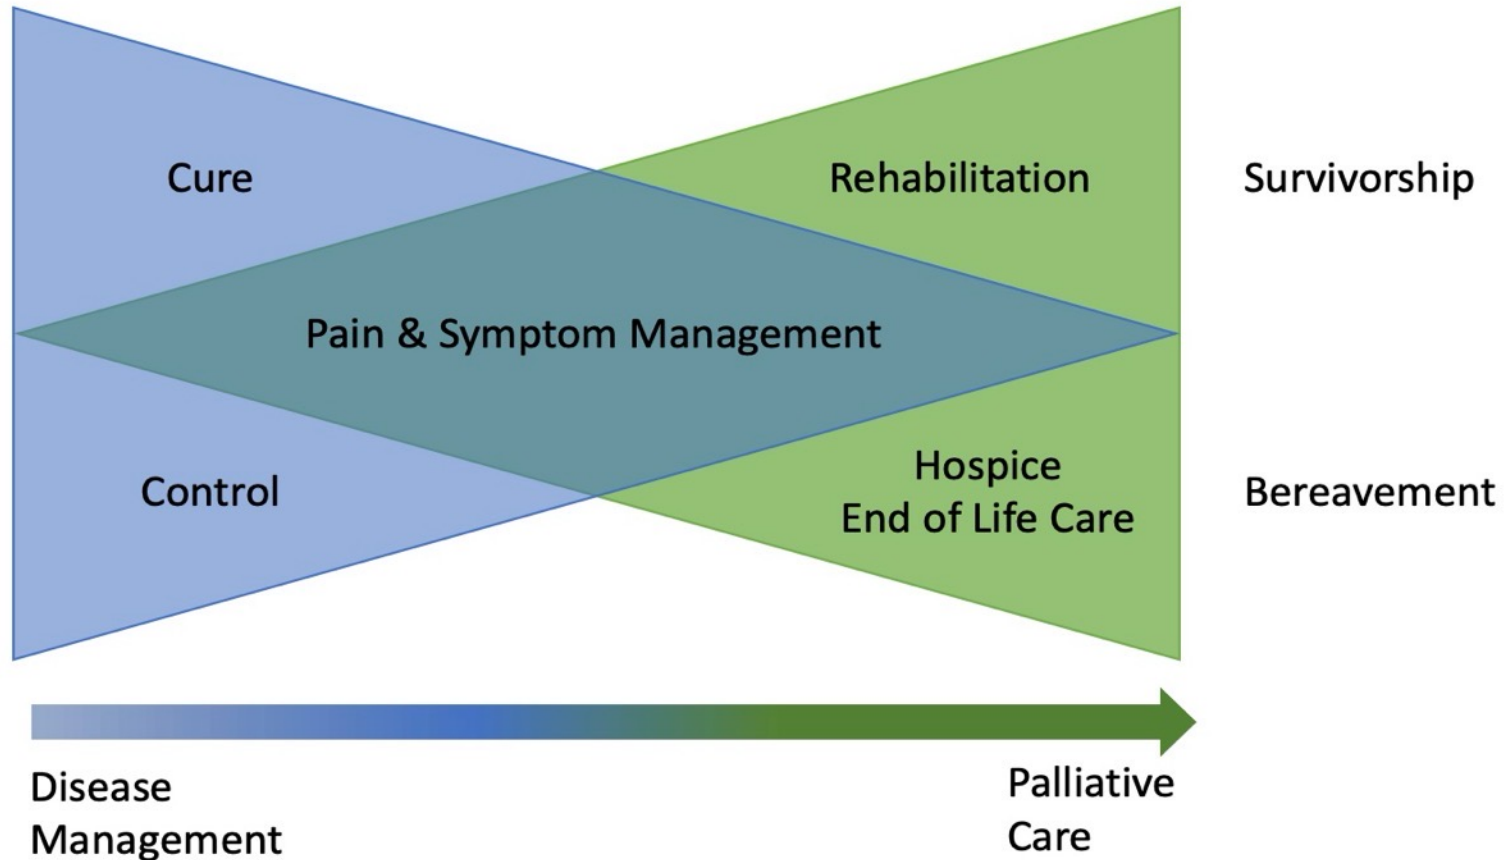 Cure
Rehabilitation
Survivorship
Pain & Symptom Management
Control
Hospice
End of Life Care
Bereavement
Disease
Management
Palliative
Care